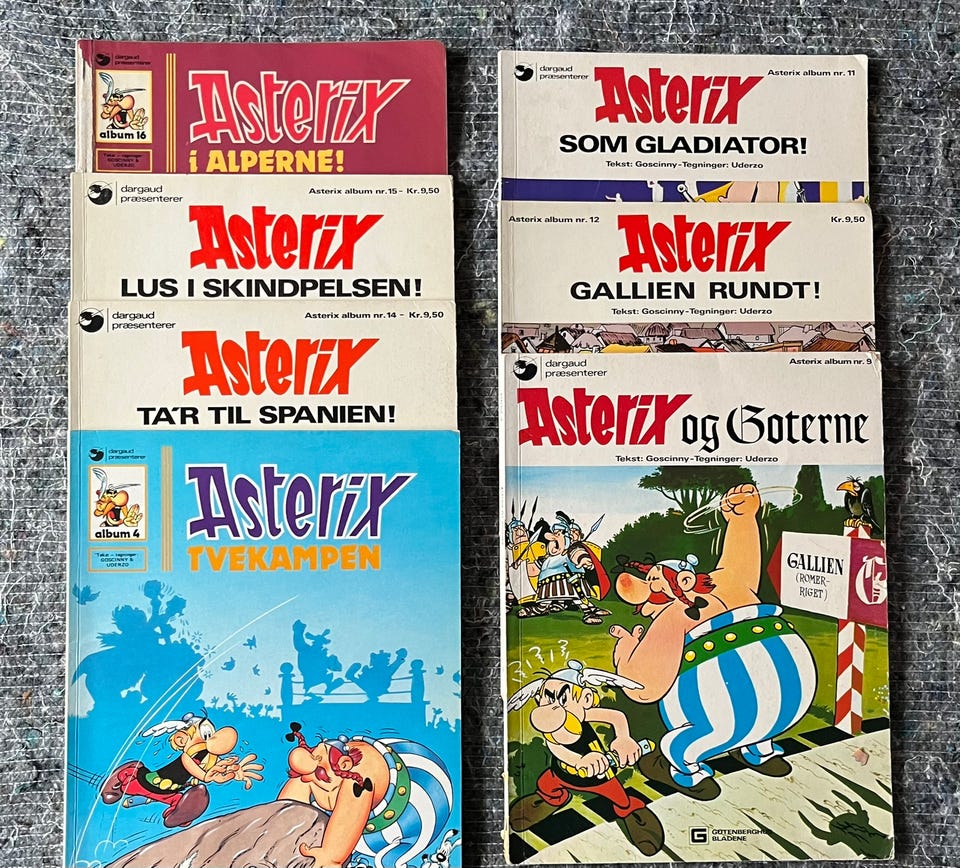 dargaud
præsenterer
Asterix
album 16
i ALPERNE!
Tekst - tegninger:
GOSCINNY &
UDERZO
dargaud
præsenterer
Asterix album nr. 15 - Kr. 9,50
Asterix
LUS I SKINDPELSEN!
dargaud
præsenterer
Asterix album nr. 14 - Kr. 9,50
Asterix
TA'R TIL SPANIEN!
dargaud
præsenterer
Asterix
album 4
TVEKAMPEN
Tekst - tegninger:
GOSCINNY &
UDERZO
dargaud
præsenterer
Asterix album nr. 11
Asterix
SOM GLADIATOR!
Tekst: Goscinny-Tegninger: Uderzo
Asterix album nr. 12
Kr. 9,50
Asterix
GALLIEN RUNDT!
Tekst: Goscinny-Tegninger: Uderzo
dargaud
præsenterer
Asterix album nr. 9
Asterix og Goterne
Tekst: Goscinny-Tegninger: Uderzo
GALLIEN
(ROMER-
RIGET)
G
G GUTENBERGHUS
BLADENE